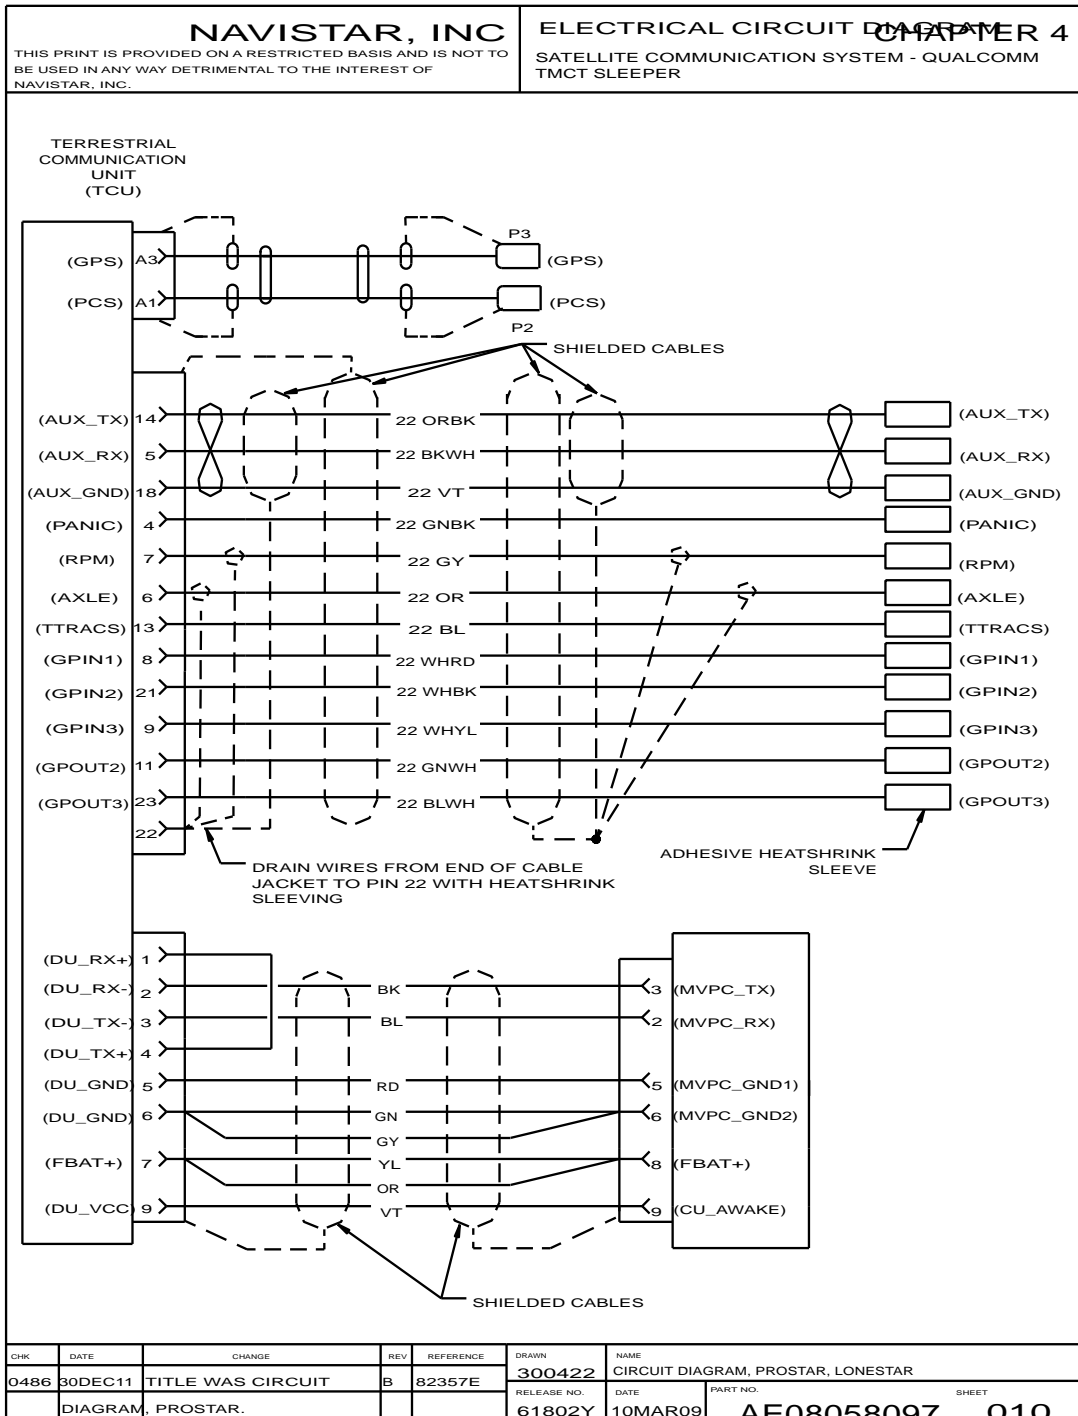 NAVISTAR, INC
THIS PRINT IS PROVIDED ON A RESTRICTED BASIS AND IS NOT TO
BE USED IN ANY WAY DETRIMENTAL TO THE INTEREST OF
NAVISTAR, INC.
ELECTRICAL CIRCUIT DIAGRAM
CHAPTER 4
SATELLITE COMMUNICATION SYSTEM - QUALCOMM
TMCT SLEEPER
TERRESTRIAL
COMMUNICATION
UNIT
(TCU)
P3
(GPS) A3 (GPS)
(PCS) A1 (PCS)
P2
SHIELDED CABLES
(AUX_TX) 14 22 ORBK (AUX_TX)
(AUX_RX) 5 22 BKWH (AUX_RX)
(AUX_GND) 18 22 VT (AUX_GND)
(PANIC) 4 22 GNBK (PANIC)
(RPM) 7 22 GY (RPM)
(AXLE) 6 22 OR (AXLE)
(TTRACS) 13 22 BL (TTRACS)
(GPIN1) 8 22 WHRD (GPIN1)
(GPIN2) 21 22 WHBK (GPIN2)
(GPIN3) 9 22 WHYL (GPIN3)
(GPOUT2) 11 22 GNWH (GPOUT2)
(GPOUT3) 23 22 BLWH (GPOUT3)
22
DRAIN WIRES FROM END OF CABLE
JACKET TO PIN 22 WITH HEATSHRINK
SLEEVING
ADHESIVE HEATSHRINK
SLEEVE
(DU_RX+) 1
(DU_RX-) 2 BK 3 (MVPC_TX)
(DU_TX-) 3 BL 2 (MVPC_RX)
(DU_TX+) 4
(DU_GND) 5 RD 5 (MVPC_GND1)
(DU_GND) 6 GN 6 (MVPC_GND2)
GY
(FBAT+) 7 YL 8 (FBAT+)
OR
(DU_VCC) 9 VT 9 (CU_AWAKE)
SHIELDED CABLES
CHK DATE CHANGE REV REFERENCE
0486 30DEC11 TITLE WAS CIRCUIT B 82357E
DIAGRAM, PROSTAR.
DRAWN NAME
300422 CIRCUIT DIAGRAM, PROSTAR, LONESTAR
RELEASE NO. DATE PART NO. SHEET
61802Y 10MAR09 AE08058097 010